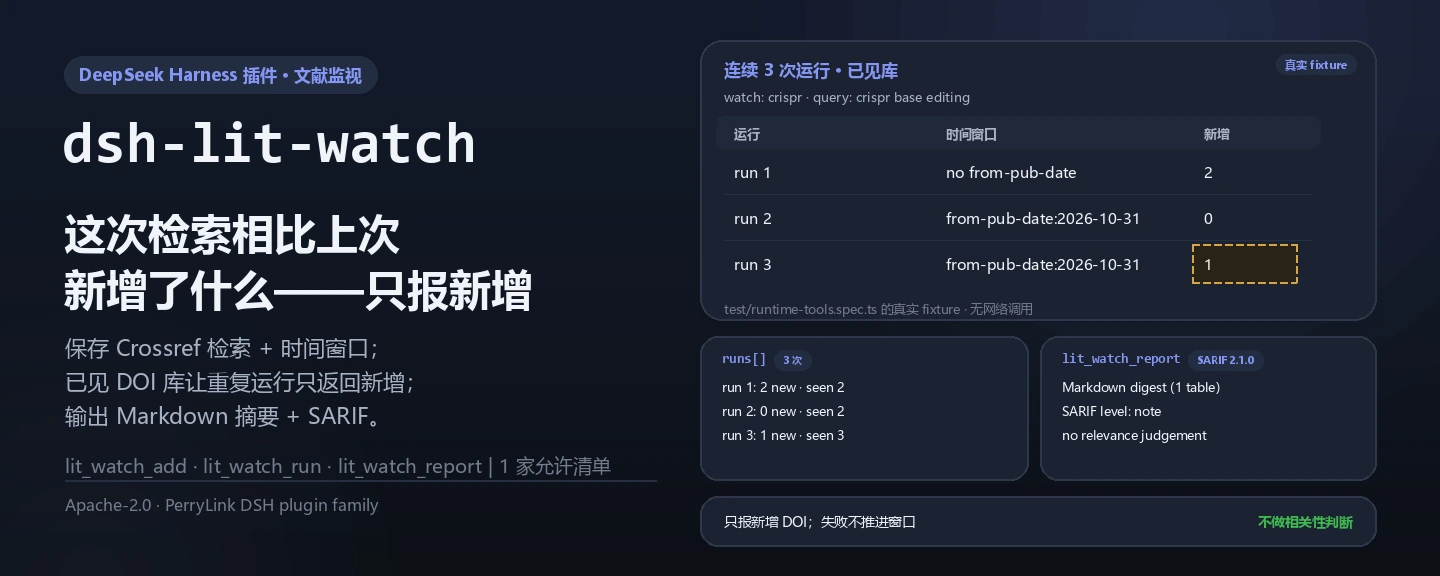 DeepSeek Harness 插件 · 文献监视
dsh-lit-watch
这次检索相比上次
新增了什么——只报新增
保存 Crossref 检索 + 时间窗口；
已见 DOI 库让重复运行只返回新增；
输出 Markdown 摘要 + SARIF。
lit_watch_add · lit_watch_run · lit_watch_report | 1 家允许清单
Apache-2.0 · PerryLink DSH plugin family
连续 3 次运行 · 已见库
真实 fixture
watch: crispr · query: crispr base editing
运行 时间窗口 新增
run 1 no from-pub-date 2
run 2 from-pub-date:2026-10-31 0
run 3 from-pub-date:2026-10-31 1
test/runtime-tools.spec.ts 的真实 fixture · 无网络调用
runs[] 3 次
run 1: 2 new · seen 2
run 2: 0 new · seen 2
run 3: 1 new · seen 3
lit_watch_report SARIF 2.1.0
Markdown digest (1 table)
SARIF level: note
no relevance judgement
只报新增 DOI；失败不推进窗口
不做相关性判断